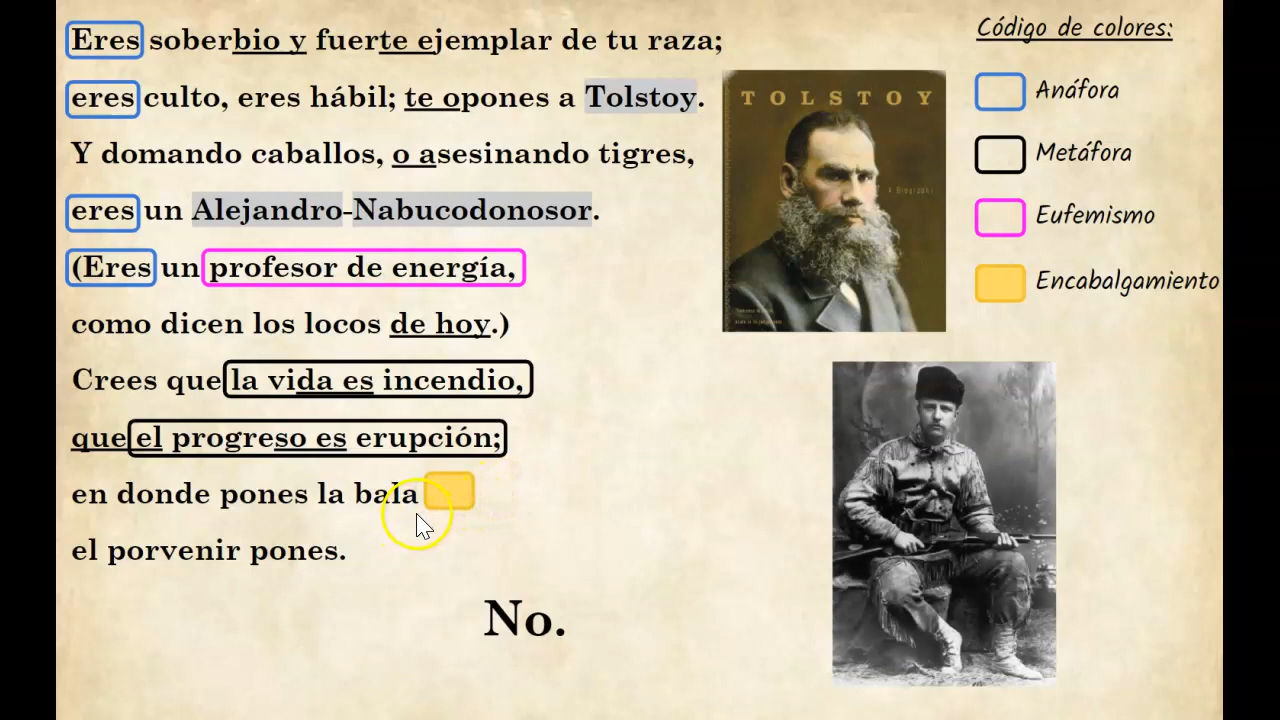 Eres soberbio y fuerte ejemplar de tu raza;
eres culto, eres hábil; te opones a Tolstoy.
Y domando caballos, o asesinando tigres,
eres un Alejandro-Nabucodonosor.
(Eres un profesor de energía,
como dicen los locos de hoy.)
Crees que la vida es incendio,
que el progreso es erupción;
en donde pones la bala
el porvenir pones.
No.
TOLSTOY
A Biography
Código de colores:
Anáfora
Metáfora
Eufemismo
Encabalgamiento